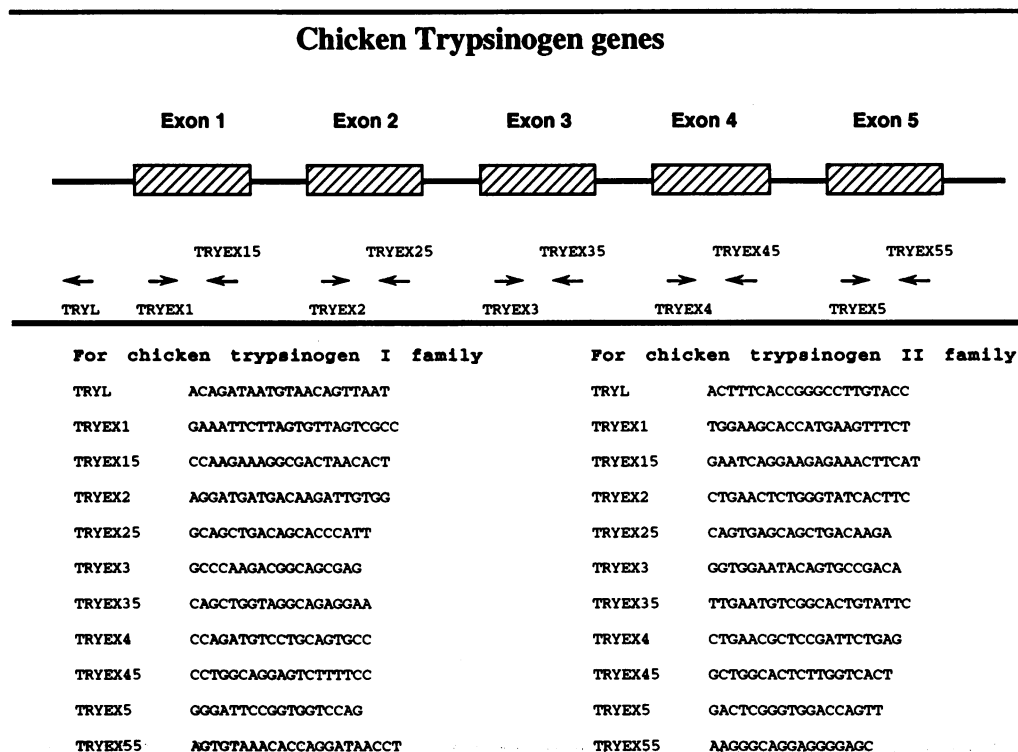 Chicken Trypsinogen genes
Exon 1 Exon 2 Exon 3 Exon 4 Exon 5
TRYEX15 TRYEX25 TRYEX35 TRYEX45 TRYEX55
TRYL TRYEX1 TRYEX2 TRYEX3 TRYEX4 TRYEX5
For chicken trypsinogen I family For chicken trypsinogen II family
TRYL ACAGATAATGTAACAGTTAAT TRYL ACTTTCACCGGGCCTTGTACC
TRYEX1 GAAATTCTTAGTGTTAGTCGCC TRYEX1 TGGAAGCACCATGAAGTTTCT
TRYEX15 CCAAGAAAGGCGACTAACACT TRYEX15 GAATCAGGAAGAGAAACTTCAT
TRYEX2 AGGATGATGACAAGATTGTGG TRYEX2 CTGAACTCTGGGTATCACTTC
TRYEX25 GCAGCTGACAGCACCCATT TRYEX25 CAGTGAGCAGCTGACAAGA
TRYEX3 GCCCAAGACGGCAGCGAG TRYEX3 GGTGGAATACAGTGCCGACA
TRYEX35 CAGCTGGTAGGCAGAGGAA TRYEX35 TTGAATGTCGGCACTGTATTC
TRYEX4 CCAGATGTCCTGCAGTGCC TRYEX4 CTGAACGCTCCGATTCTGAG
TRYEX45 CCTGGCAGGAGTCTTTTCC TRYEX45 GCTGGCACTCTTGGTCACT
TRYEX5 GGGATTCCGGTGGTCCAG TRYEX5 GACTCGGGTGGACCAGTT
TRYEX55 AGTGTAAACACCAGGATAACCT TRYEX55 AAGGGCAGGAGGGGAGC